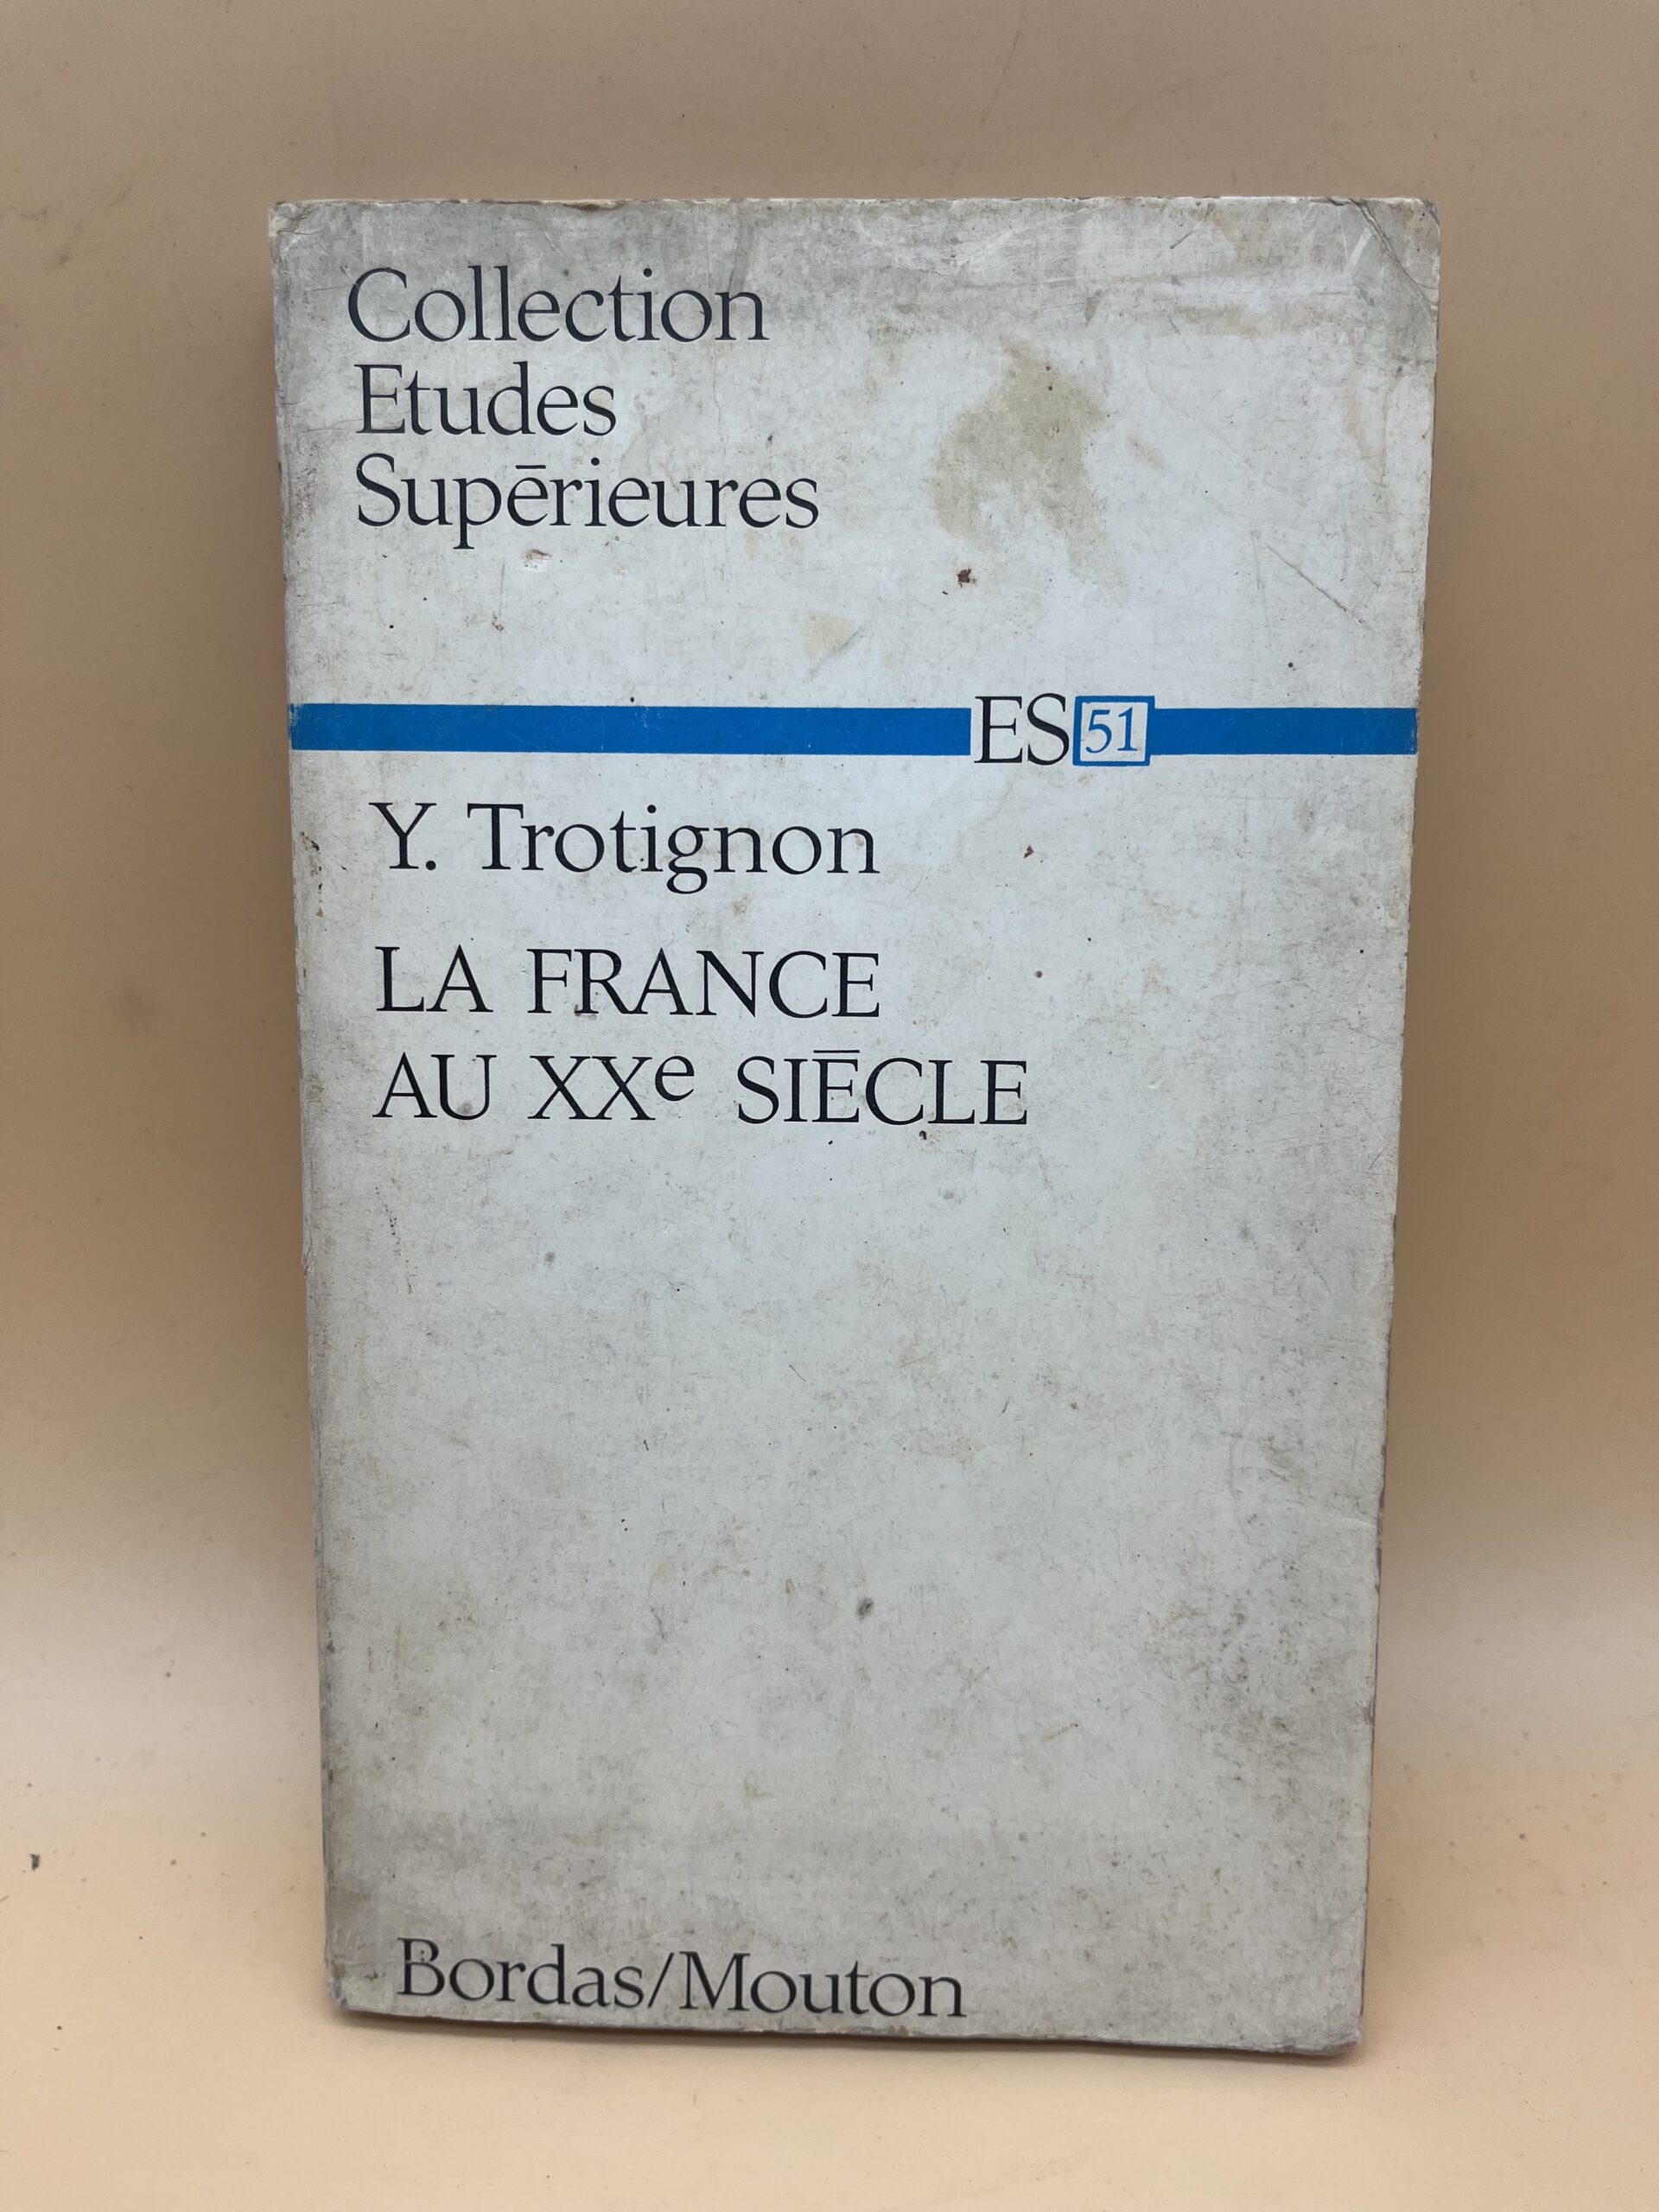 Collection
Etudes
Supērieures
ES 51
Y. Trotignon
LA FRANCE
AU XXe SIĒCLE
Bordas/Mouton